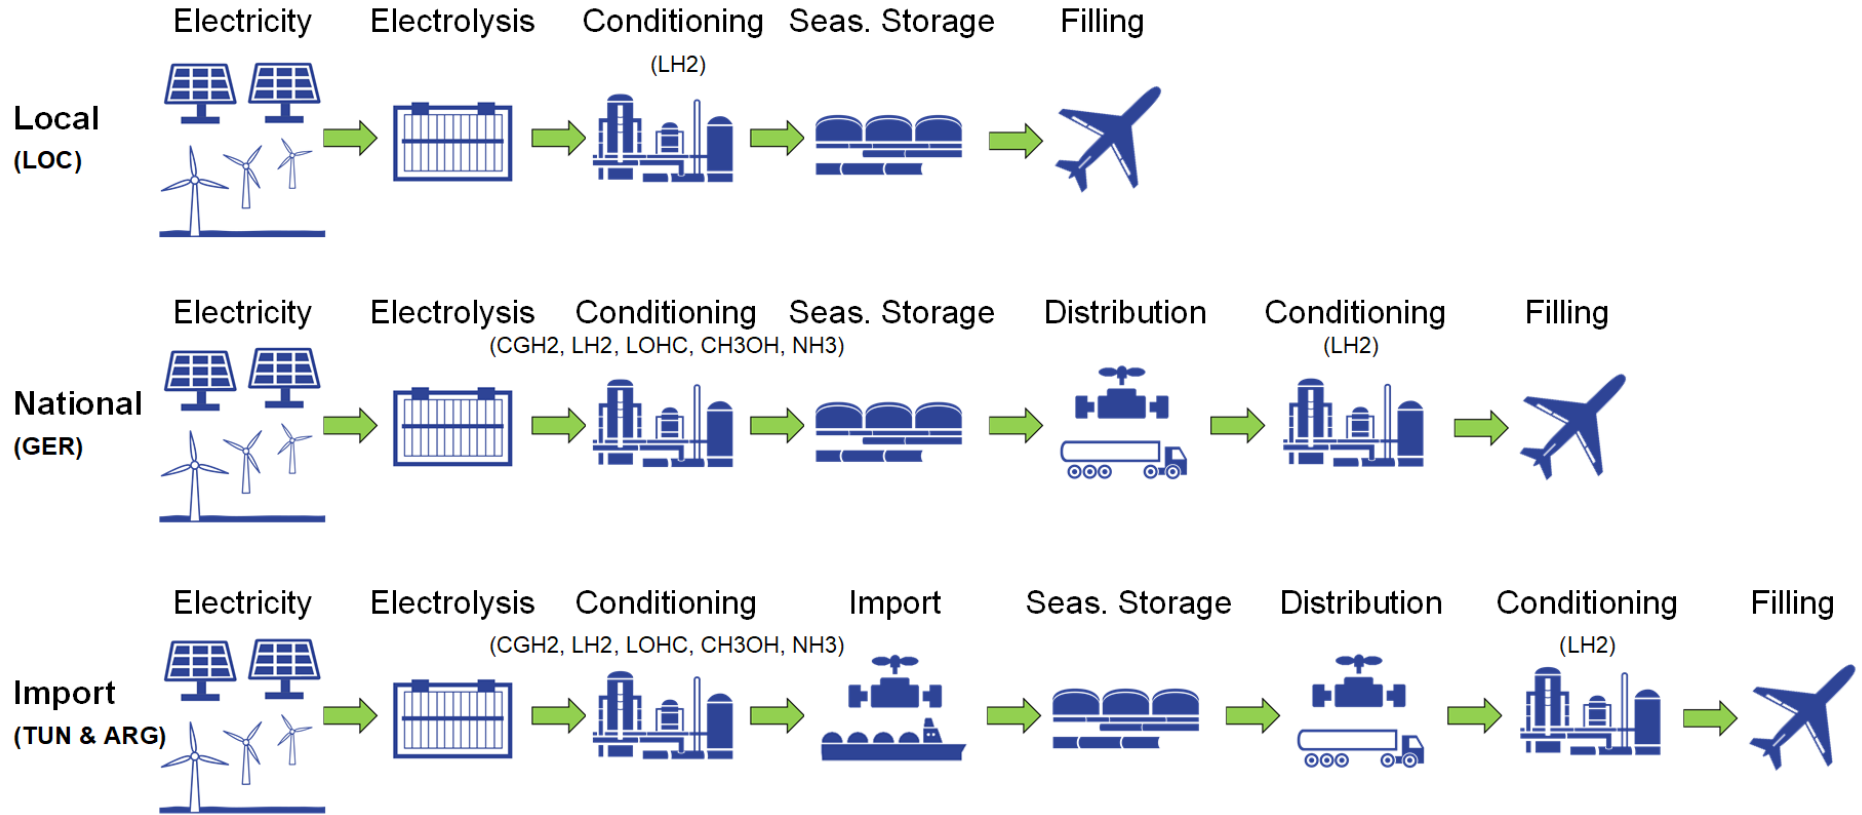 Electricity Electrolysis Conditioning Seas. Storage Filling
(LH2)
Local
(LOC)
Electricity Electrolysis Conditioning Seas. Storage Distribution Conditioning Filling
(CGH2, LH2, LOHC, CH3OH, NH3) (LH2)
National
(GER)
Electricity Electrolysis Conditioning Import Seas. Storage Distribution Conditioning Filling
(CGH2, LH2, LOHC, CH3OH, NH3) (LH2)
Import
(TUN & ARG)